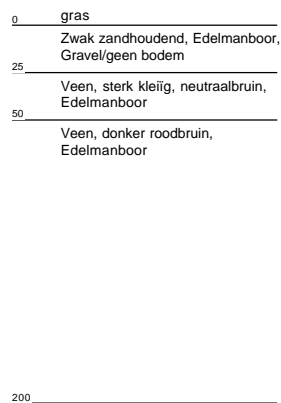 0 gras
Zwak zandhoudend, Edelmanboor,
Gravel/geen bodem
25
Veen, sterk kleiïg, neutraalbruin,
Edelmanboor
50
Veen, donker roodbruin,
Edelmanboor
200